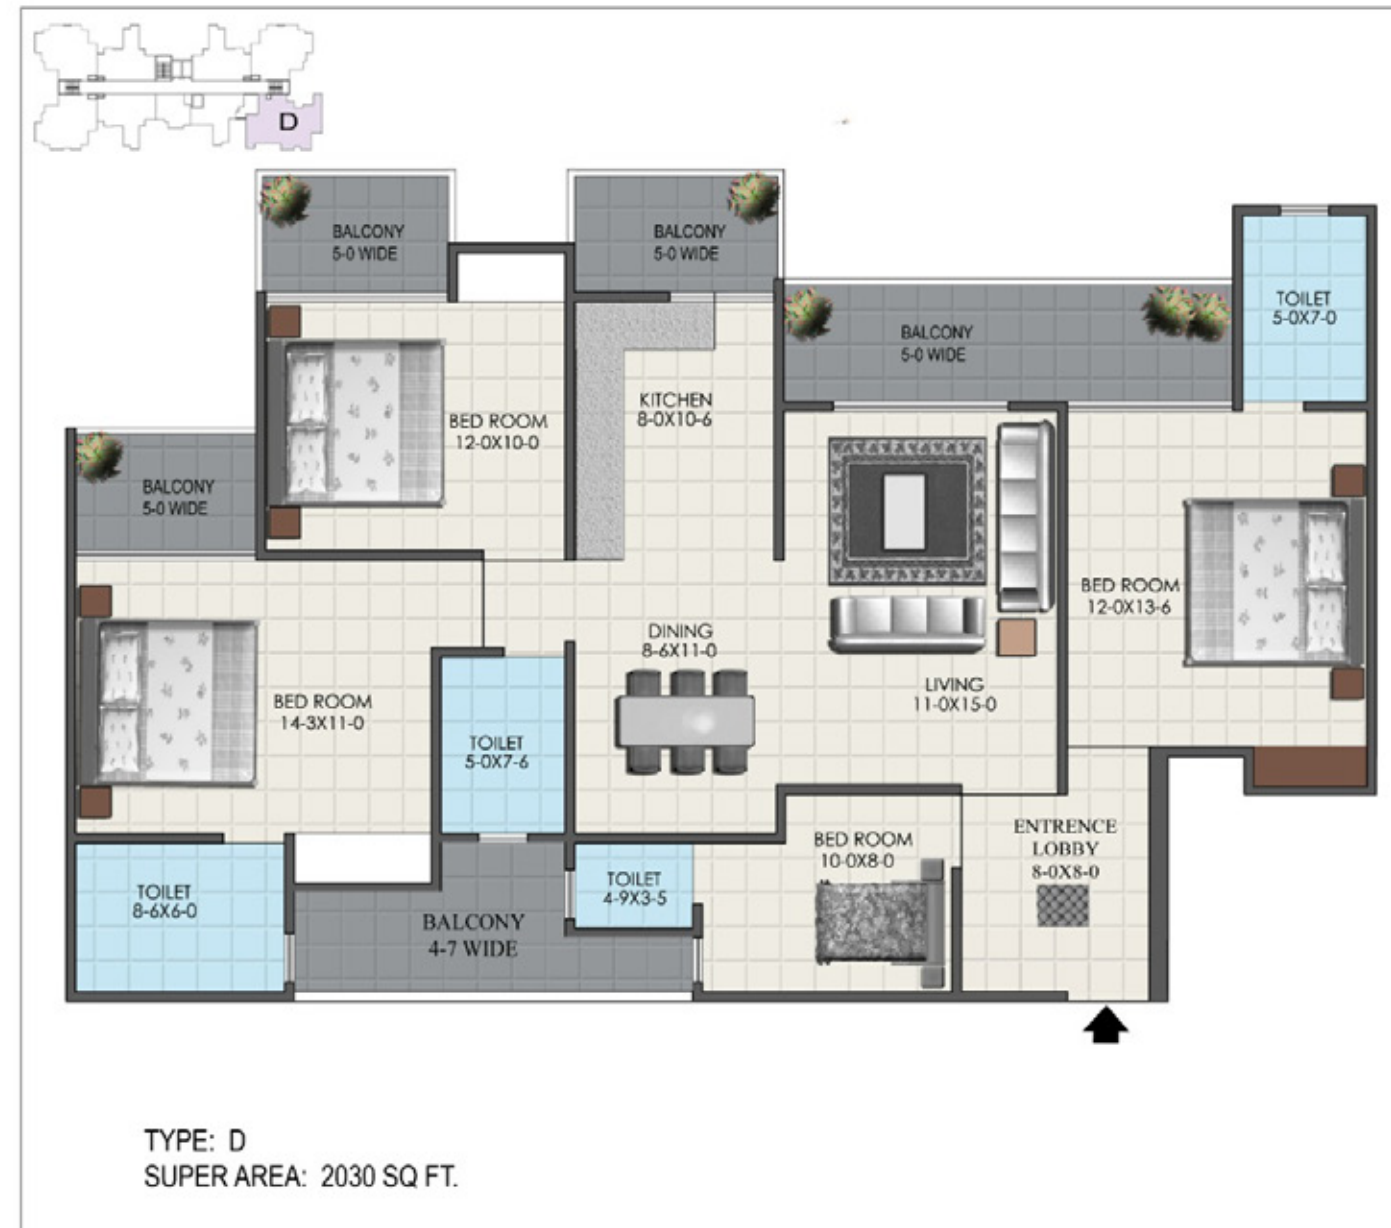 D
BALCONY
5-0 WIDE
BALCONY
5-0 WIDE
TOILET
5-0X7-0
BALCONY
5-0 WIDE
KITCHEN
8-0X10-6
BED ROOM
12-0X10-0
BALCONY
5-0 WIDE
BED ROOM
12-0X13-6
DINING
8-6X11-0
LIVING
11-0X15-0
BED ROOM
14-3X11-0
TOILET
5-0X7-6
ENTRENCE
LOBBY
8-0X8-0
BED ROOM
10-0X8-0
TOILET
4-9X3-5
TOILET
8-6X6-0
BALCONY
4-7 WIDE
TYPE: D
SUPER AREA: 2030 SQ FT.